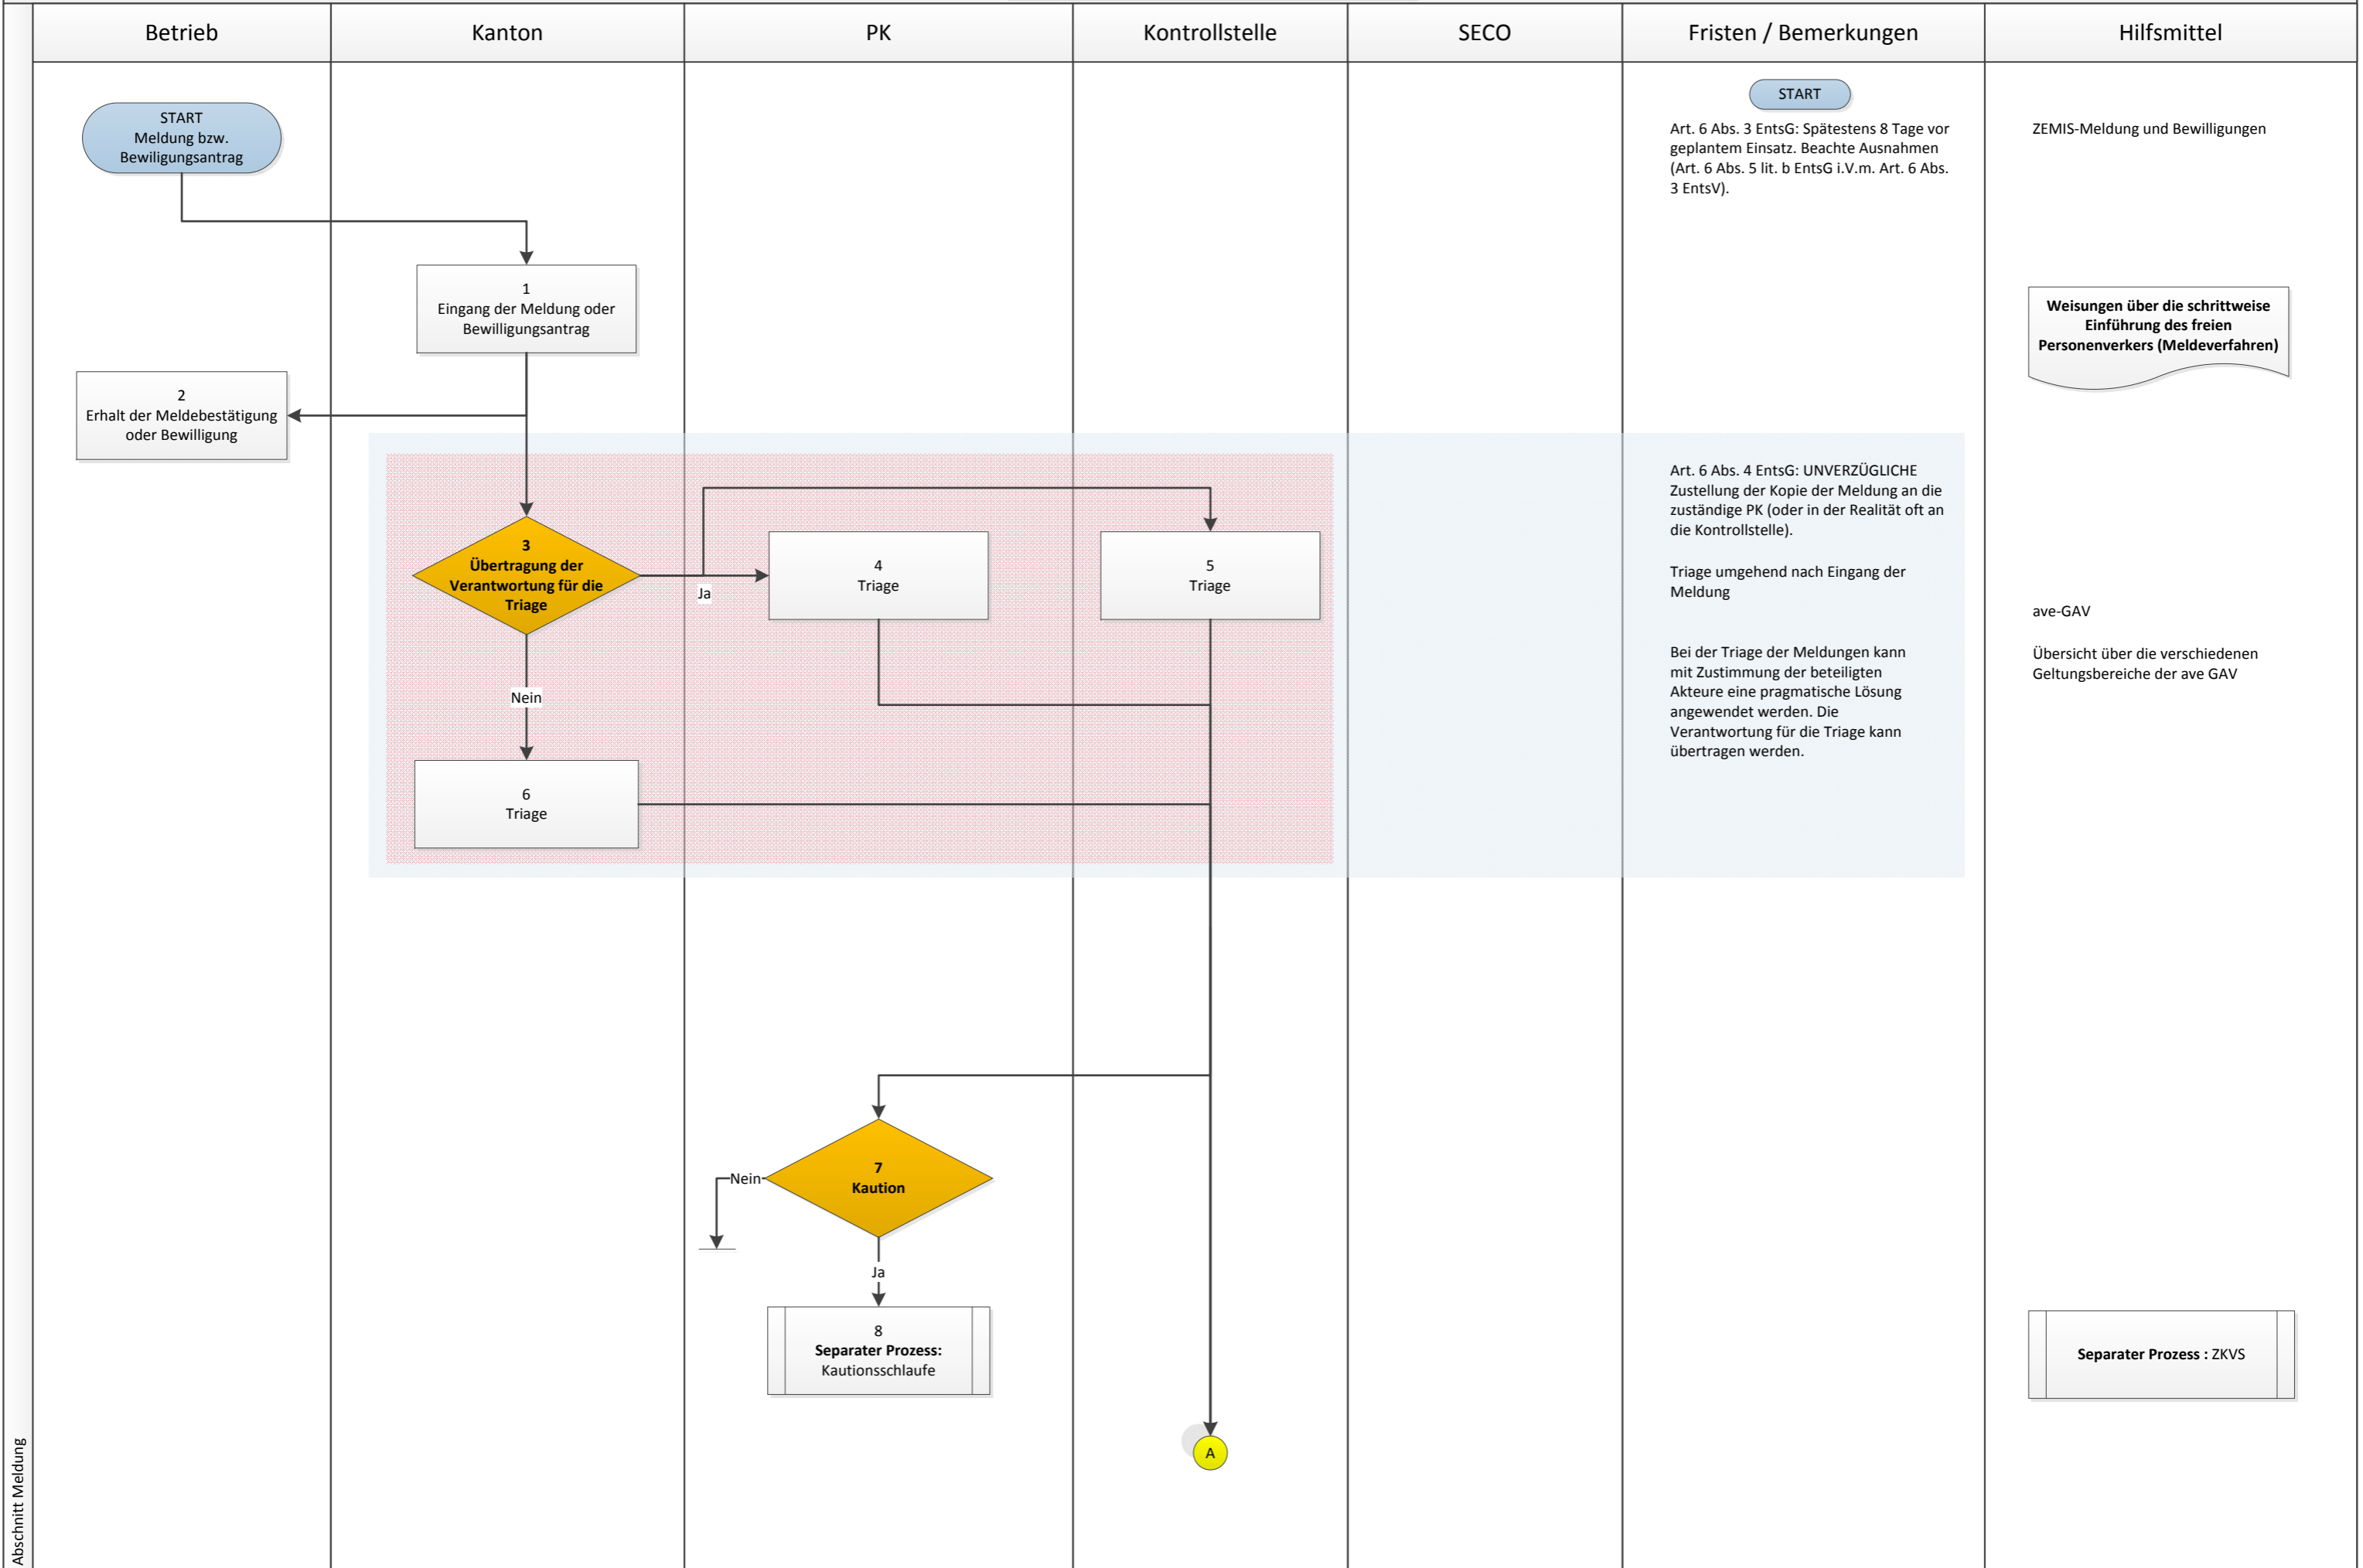 Betrieb
Kanton
PK
Kontrollstelle
SECO
Fristen / Bemerkungen
Hilfsmittel
START
Meldung bzw.
Bewiligungsantrag
START
Art. 6 Abs. 3 EntsG: Spätestens 8 Tage vor
geplantem Einsatz. Beachte Ausnahmen
(Art. 6 Abs. 5 lit. b EntsG i.V.m. Art. 6 Abs.
3 EntsV).
ZEMIS-Meldung und Bewilligungen
1
Eingang der Meldung oder
Bewilligungsantrag
Weisungen über die schrittweise
Einführung des freien
Personenverkers (Meldeverfahren)
2
Erhalt der Meldebestätigung
oder Bewilligung
3
Übertragung der
Verantwortung für die
Triage
Ja
4
Triage
5
Triage
Art. 6 Abs. 4 EntsG: UNVERZÜGLICHE
Zustellung der Kopie der Meldung an die
zuständige PK (oder in der Realität oft an
die Kontrollstelle).
Triage umgehend nach Eingang der
Meldung
Bei der Triage der Meldungen kann
mit Zustimmung der beteiligten
Akteure eine pragmatische Lösung
angewendet werden. Die
Verantwortung für die Triage kann
übertragen werden.
ave-GAV
Übersicht über die verschiedenen
Geltungsbereiche der ave GAV
Nein
6
Triage
7
Kaution
Nein
Ja
8
Separater Prozess:
Kautionsschlaufe
Separater Prozess : ZKVS
A
Abschnitt Meldung